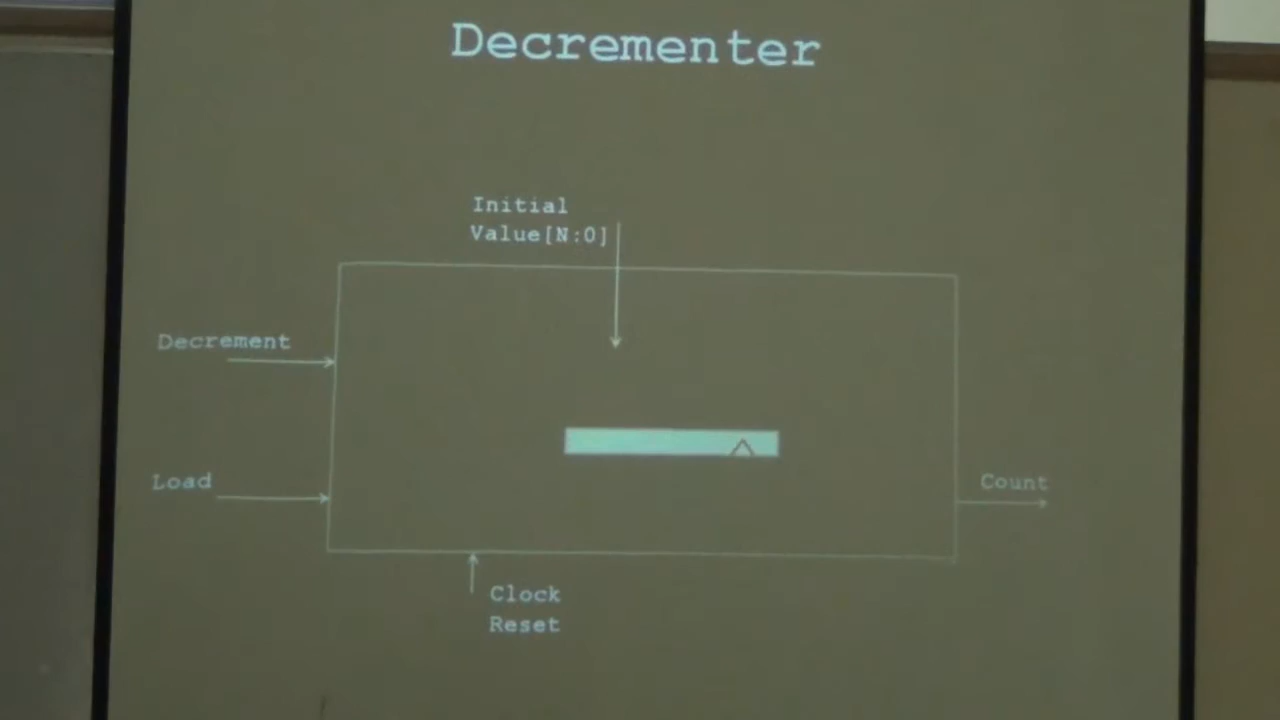 Decrementer
Initial
Value[N:0]
Decrement
Load
Count
Clock
Reset